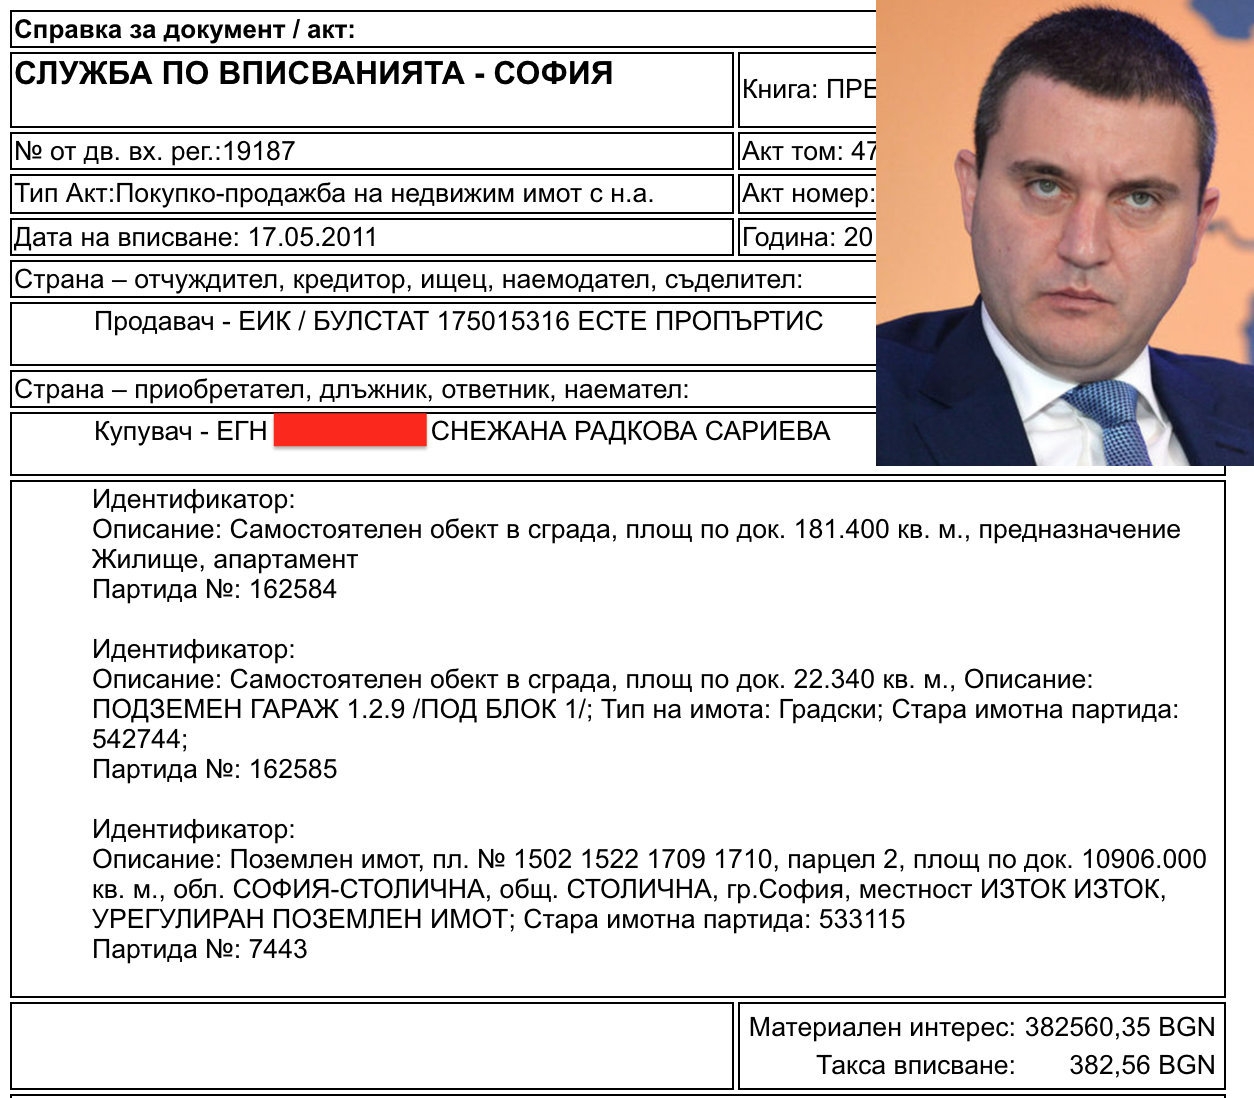 Справка за документ / акт:
СЛУЖБА ПО ВПИСВАНИЯТА - СОФИЯ
Книга: ПРЕ
№ от дв. вх. рег.:19187
Акт том: 47
Тип Акт:Покупко-продажба на недвижим имот с н.а.
Акт номер:
Дата на вписване: 17.05.2011
Година: 20
Страна – отчуждител, кредитор, ищец, наемодател, съделител:
Продавач - ЕИК / БУЛСТАТ 175015316 ЕСТЕ ПРОПЪРТИС
Страна – приобретател, длъжник, ответник, наемател:
Купувач - ЕГН СНЕЖАНА РАДКОВА САРИЕВА
Идентификатор:
Описание: Самостоятелен обект в сграда, площ по док. 181.400 кв. м., предназначение
Жилище, апартамент
Партида №: 162584
Идентификатор:
Описание: Самостоятелен обект в сграда, площ по док. 22.340 кв. м., Описание:
ПОДЗЕМЕН ГАРАЖ 1.2.9 /ПОД БЛОК 1/; Тип на имота: Градски; Стара имотна партида:
542744;
Партида №: 162585
Идентификатор:
Описание: Поземлен имот, пл. № 1502 1522 1709 1710, парцел 2, площ по док. 10906.000
кв. м., обл. СОФИЯ-СТОЛИЧНА, общ. СТОЛИЧНА, гр.София, местност ИЗТОК ИЗТОК,
УРЕГУЛИРАН ПОЗЕМЛЕН ИМОТ; Стара имотна партида: 533115
Партида №: 7443
Материален интерес: 382560,35 BGN
Такса вписване: 382,56 BGN